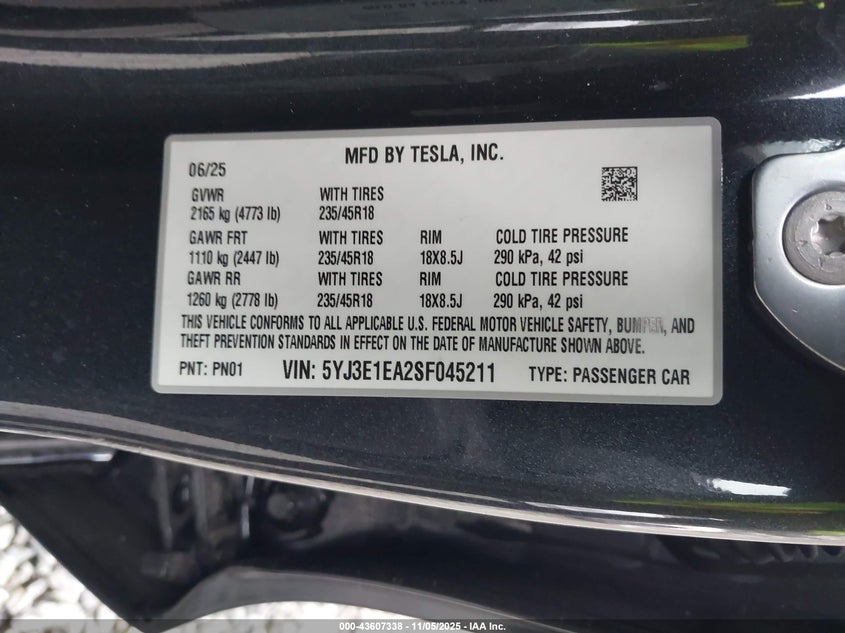 MFD BY TESLA, INC.
06/25
GVWR WITH TIRES
2165 kg (4773 lb) 235/45R18
GAWR FRT WITH TIRES RIM COLD TIRE PRESSURE
1110 kg (2447 lb) 235/45R18 18X8.5J 290 kPa, 42 psi
GAWR RR WITH TIRES RIM COLD TIRE PRESSURE
1260 kg (2778 lb) 235/45R18 18X8.5J 290 kPa, 42 psi
THIS VEHICLE CONFORMS TO ALL APPLICABLE U.S. FEDERAL MOTOR VEHICLE SAFETY, BUMPER, AND
THEFT PREVENTION STANDARDS IN EFFECT ON THE DATE OF MANUFACTURE SHOWN ABOVE.
PNT: PN01 VIN: 5YJ3E1EA2SF045211 TYPE: PASSENGER CAR
000-43607338 - 11/05/2025 - IAA Inc.